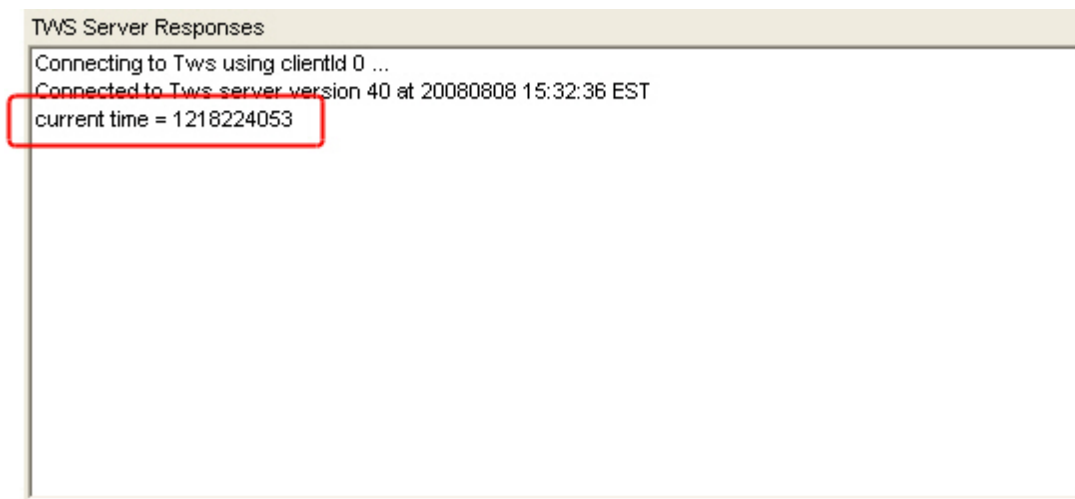 TWS Server Responses
Connecting to Tws using clientId 0 ...
Connected to Tws server version 40 at 20080808 15:32:36 EST
current time = 1218224053